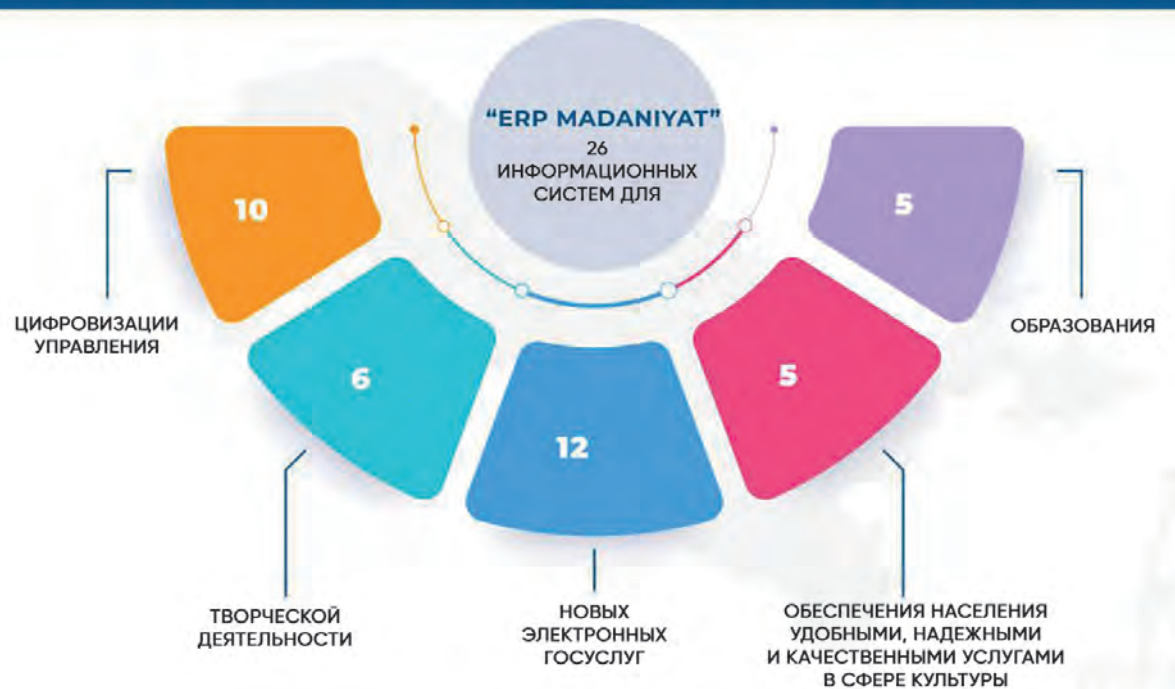 “ERP MADANIYAT”
26
ИНФОРМАЦИОННЫХ
СИСТЕМ ДЛЯ
10
ЦИФРОВИЗАЦИИ
УПРАВЛЕНИЯ
6
ТВОРЧЕСКОЙ
ДЕЯТЕЛЬНОСТИ
12
НОВЫХ
ЭЛЕКТРОННЫХ
ГОСУСЛУГ
5
ОБЕСПЕЧЕНИЯ НАСЕЛЕНИЯ
УДОБНЫМИ, НАДЕЖНЫМИ
И КАЧЕСТВЕННЫМИ УСЛУГАМИ
В СФЕРЕ КУЛЬТУРЫ
5
ОБРАЗОВАНИЯ